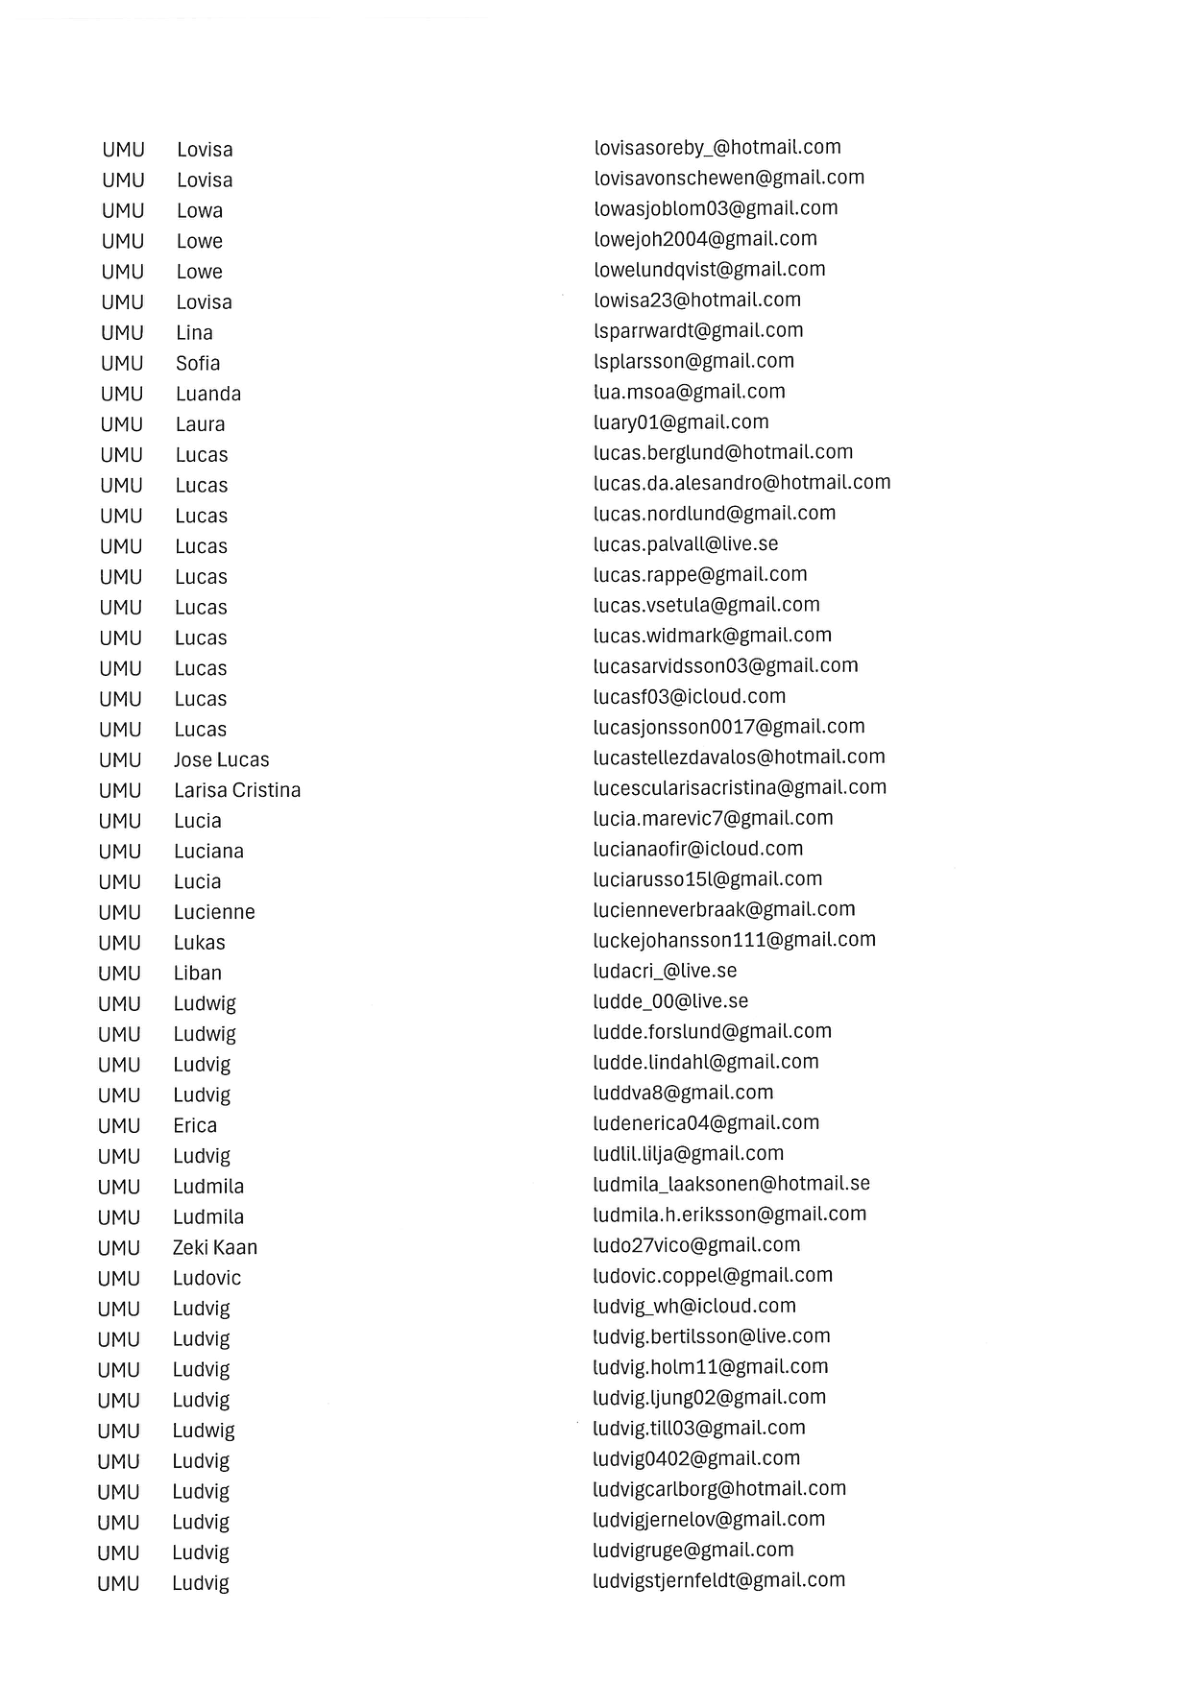 UMU Lovisa lovisasoreby_@hotmail.com
UMU Lovisa lovisavonschewen@gmail.com
UMU Lowa lowasjoblom03@gmail.com
UMU Lowe lowejoh2004@gmail.com
UMU Lowe lowelundqvist@gmail.com
UMU Lovisa lowisa23@hotmail.com
UMU Lina lsparrwardt@gmail.com
UMU Sofia lsplarsson@gmail.com
UMU Luanda lua.msoa@gmail.com
UMU Laura luary01@gmail.com
UMU Lucas lucas.berglund@hotmail.com
UMU Lucas lucas.da.alesandro@hotmail.com
UMU Lucas lucas.nordlund@gmail.com
UMU Lucas lucas.palvall@live.se
UMU Lucas lucas.rappe@gmail.com
UMU Lucas lucas.vsetula@gmail.com
UMU Lucas lucas.widmark@gmail.com
UMU Lucas lucasarvidsson03@gmail.com
UMU Lucas lucasf03@icloud.com
UMU Lucas lucasjonsson0017@gmail.com
UMU Jose Lucas lucastellezdavalos@hotmail.com
UMU Larisa Cristina lucescularisacristina@gmail.com
UMU Lucia lucia.marevic7@gmail.com
UMU Luciana lucianaofir@icloud.com
UMU Lucia luciarusso15l@gmail.com
UMU Lucienne lucienneverbraak@gmail.com
UMU Lukas luckejohansson111@gmail.com
UMU Liban ludacri_@live.se
UMU Ludwig ludde_00@live.se
UMU Ludwig ludde.forslund@gmail.com
UMU Ludvig ludde.lindahl@gmail.com
UMU Ludvig luddva8@gmail.com
UMU Erica ludenerica04@gmail.com
UMU Ludvig ludlil.lilja@gmail.com
UMU Ludmila ludmila_laaksonen@hotmail.se
UMU Ludmila ludmila.h.eriksson@gmail.com
UMU Zeki Kaan ludo27vico@gmail.com
UMU Ludovic ludovic.coppel@gmail.com
UMU Ludvig ludvig_wh@icloud.com
UMU Ludvig ludvig.bertilsson@live.com
UMU Ludvig ludvig.holm11@gmail.com
UMU Ludvig ludvig.ljung02@gmail.com
UMU Ludwig ludvig.till03@gmail.com
UMU Ludvig ludvig0402@gmail.com
UMU Ludvig ludvigcarlborg@hotmail.com
UMU Ludvig ludvigjernelov@gmail.com
UMU Ludvig ludvigruge@gmail.com
UMU Ludvig ludvigstjernfeldt@gmail.com